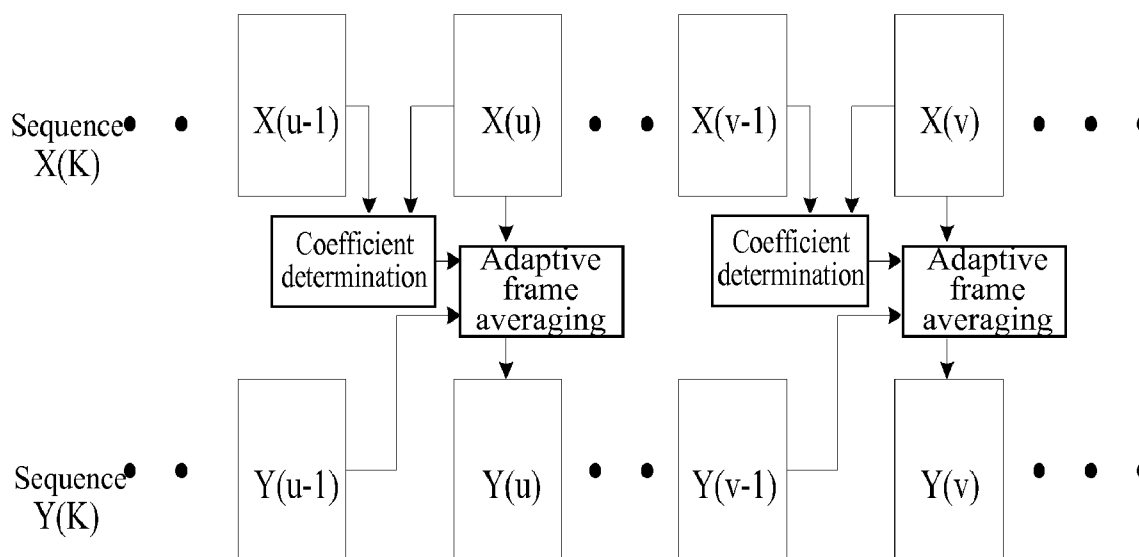 Sequence
X(K)
X(u-1)
X(u)
X(v-1)
X(v)
Coefficient
determination
Adaptive
frame
averaging
Coefficient
determination
Adaptive
frame
averaging
Sequence
Y(K)
Y(u-1)
Y(u)
Y(v-1)
Y(v)